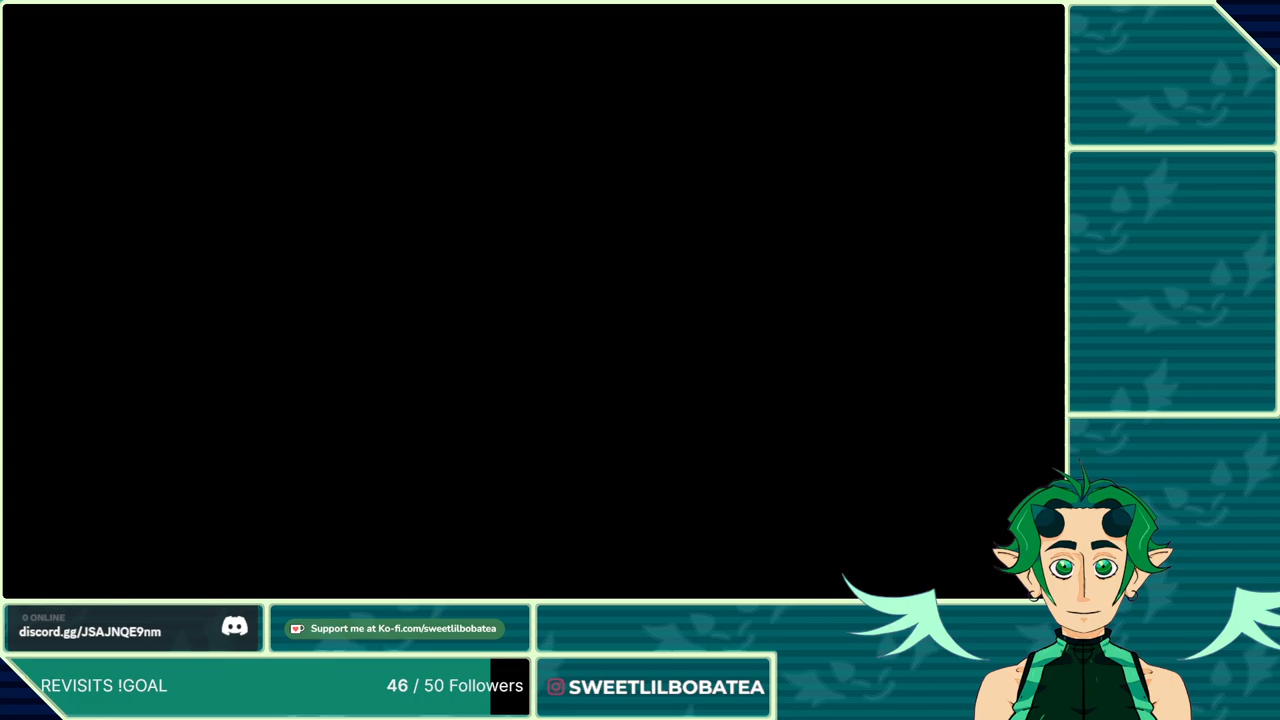 0 ONLINE
discord.gg/JSAJNQE9nm
Support me at Ko-fi.com/sweetlilbobatea
REVISITS !GOAL
46 / 50 Followers
SWEETLILBOBATEA